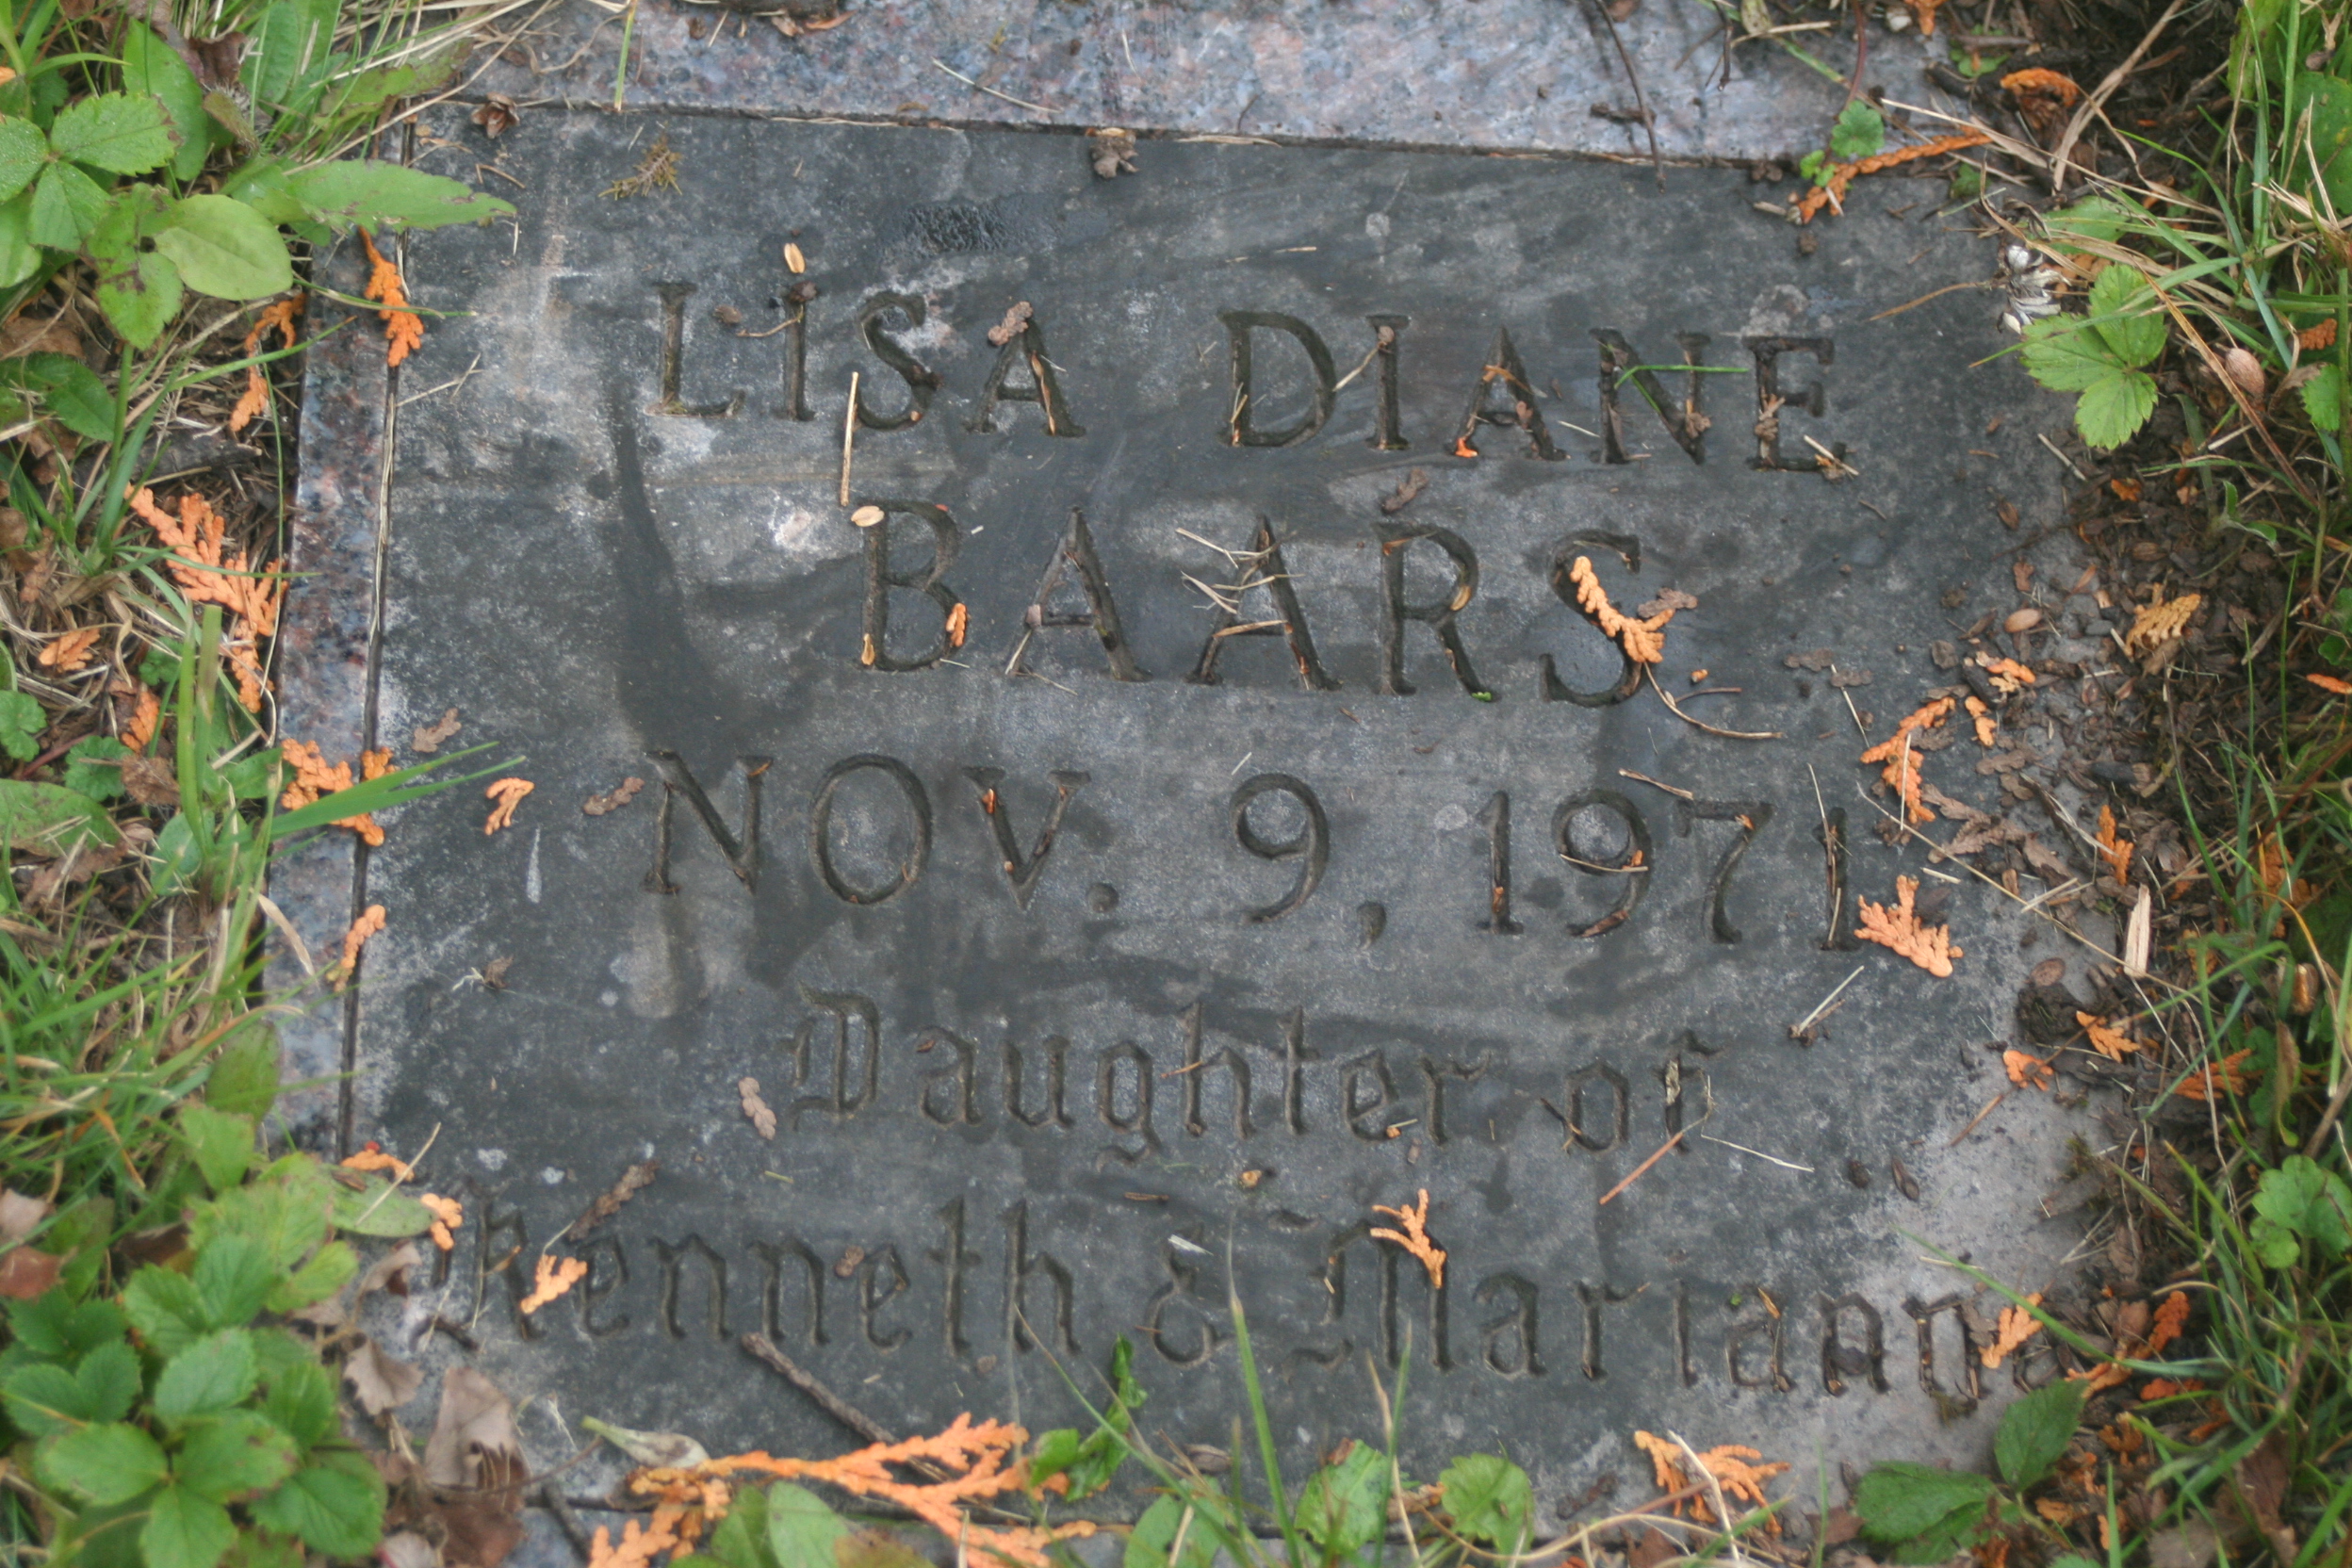 LISA DIANE
BAARS
NOV. 9, 1971
Daughter of
Kenneth & Marianne